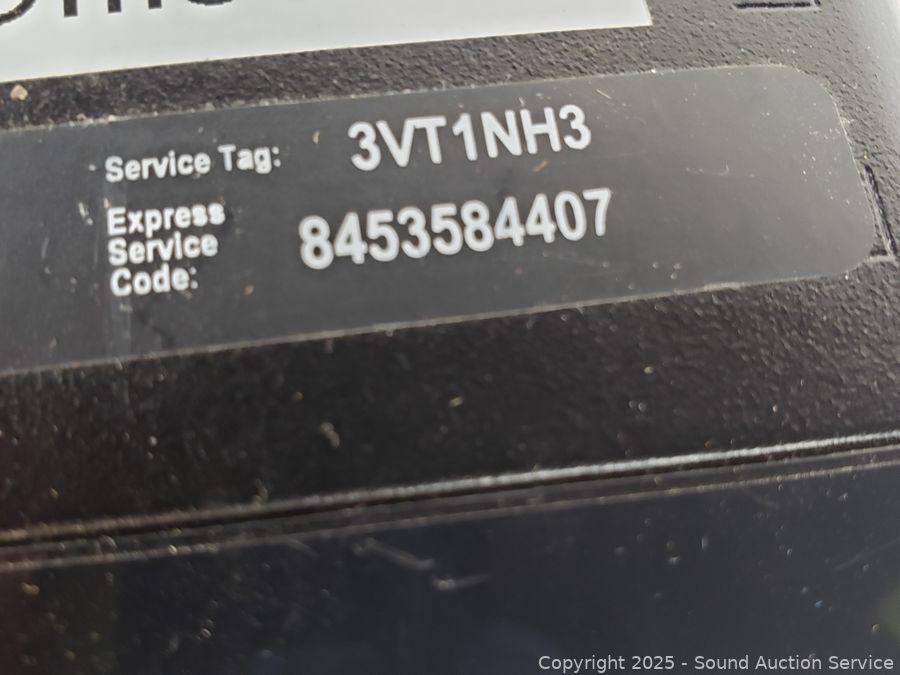 Service Tag: 3VT1NH3
Express
Service
Code: 8453584407
Copyright © 2025 - Sound Auction Service